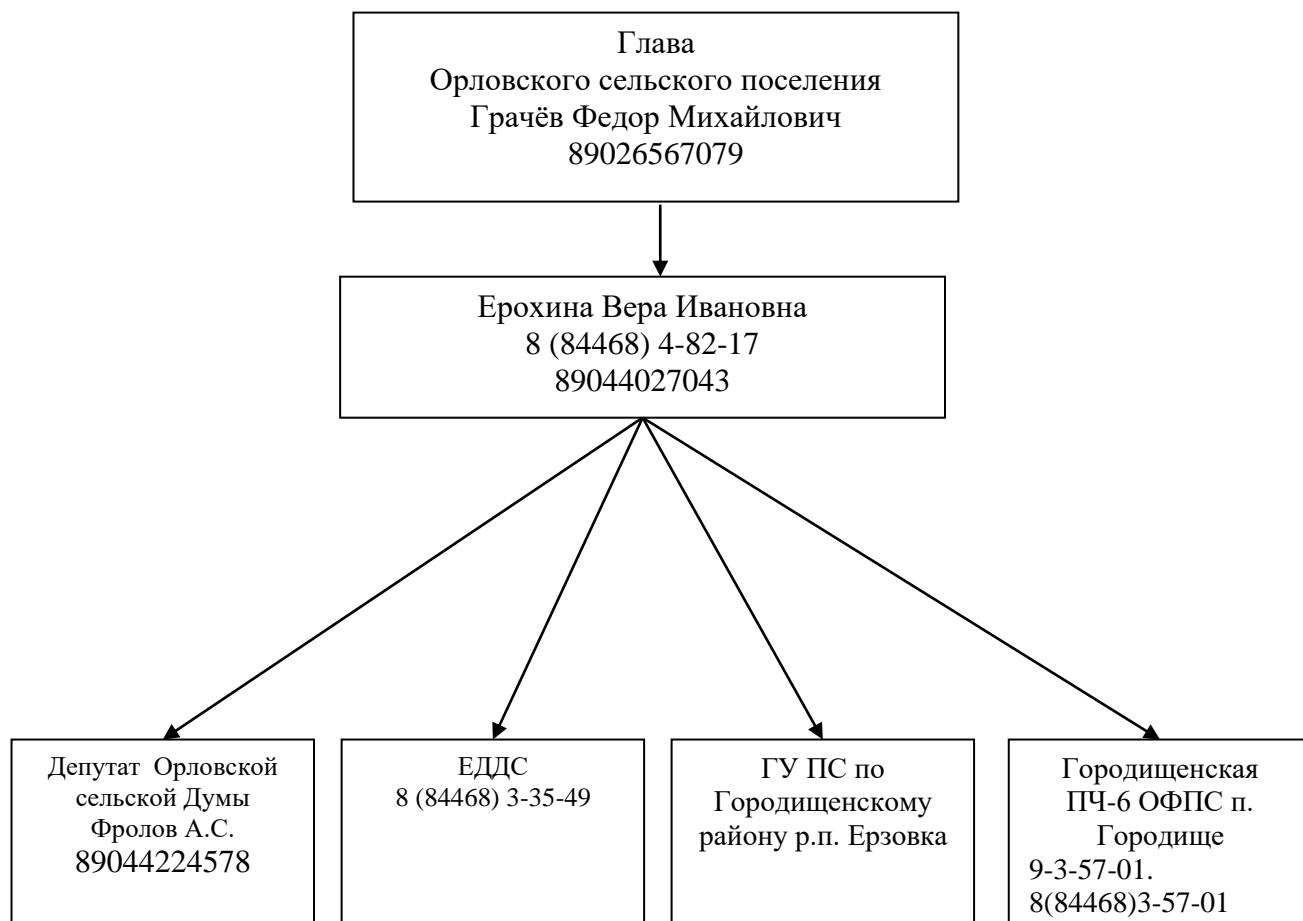 Глава
Орловского сельского поселения
Грачёв Федор Михайлович
89026567079
Ерохина Вера Ивановна
8 (84468) 4-82-17
89044027043
Депутат Орловской
сельской Думы
Фролов А.С.
89044224578
ЕДДС
8 (84468) 3-35-49
ГУ ПС по
Городищенскому
району р.п. Ерзовка
Городищенская
ПЧ-6 ОФПС п.
Городище
9-3-57-01.
8(84468)3-57-01